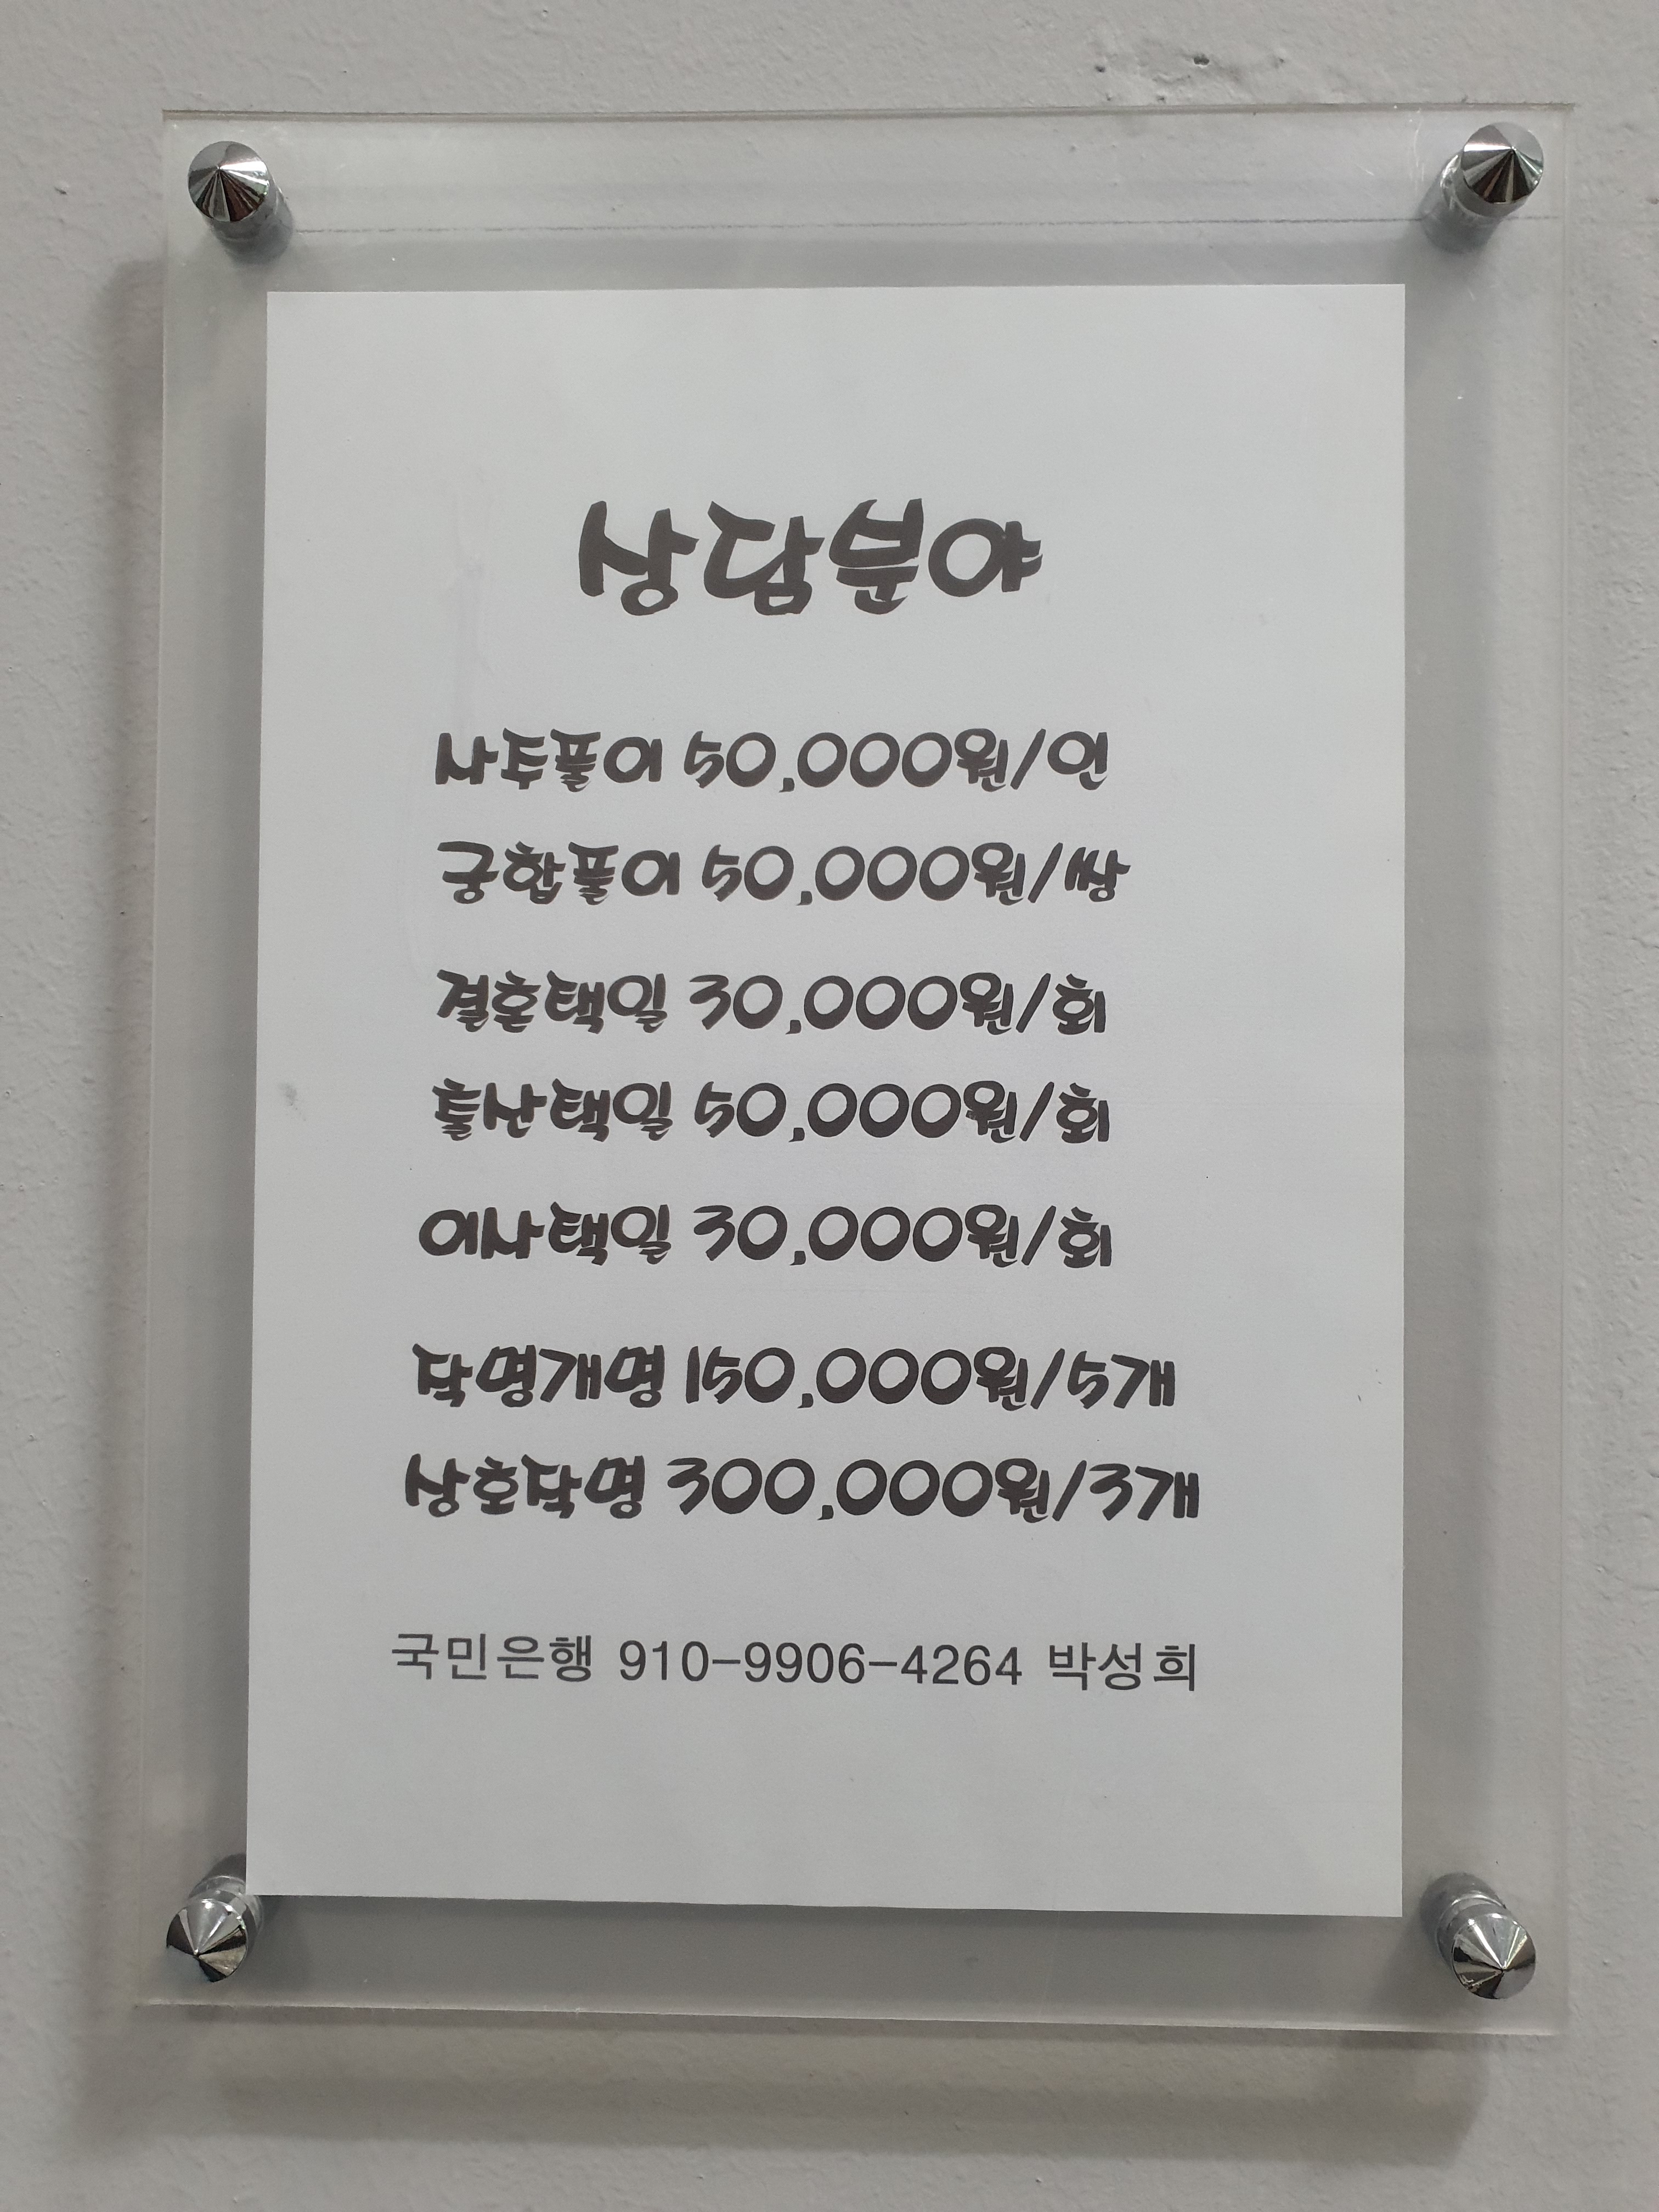 상담분야
사주풀이 50,000원/인
궁합풀이 50,000원/쌍
결혼택일 30,000원/회
출산택일 50,000원/회
이사택일 30,000원/회
작명개명 150,000원/5개
상호작명 300,000원/3개
국민은행 910-9906-4264 박성희